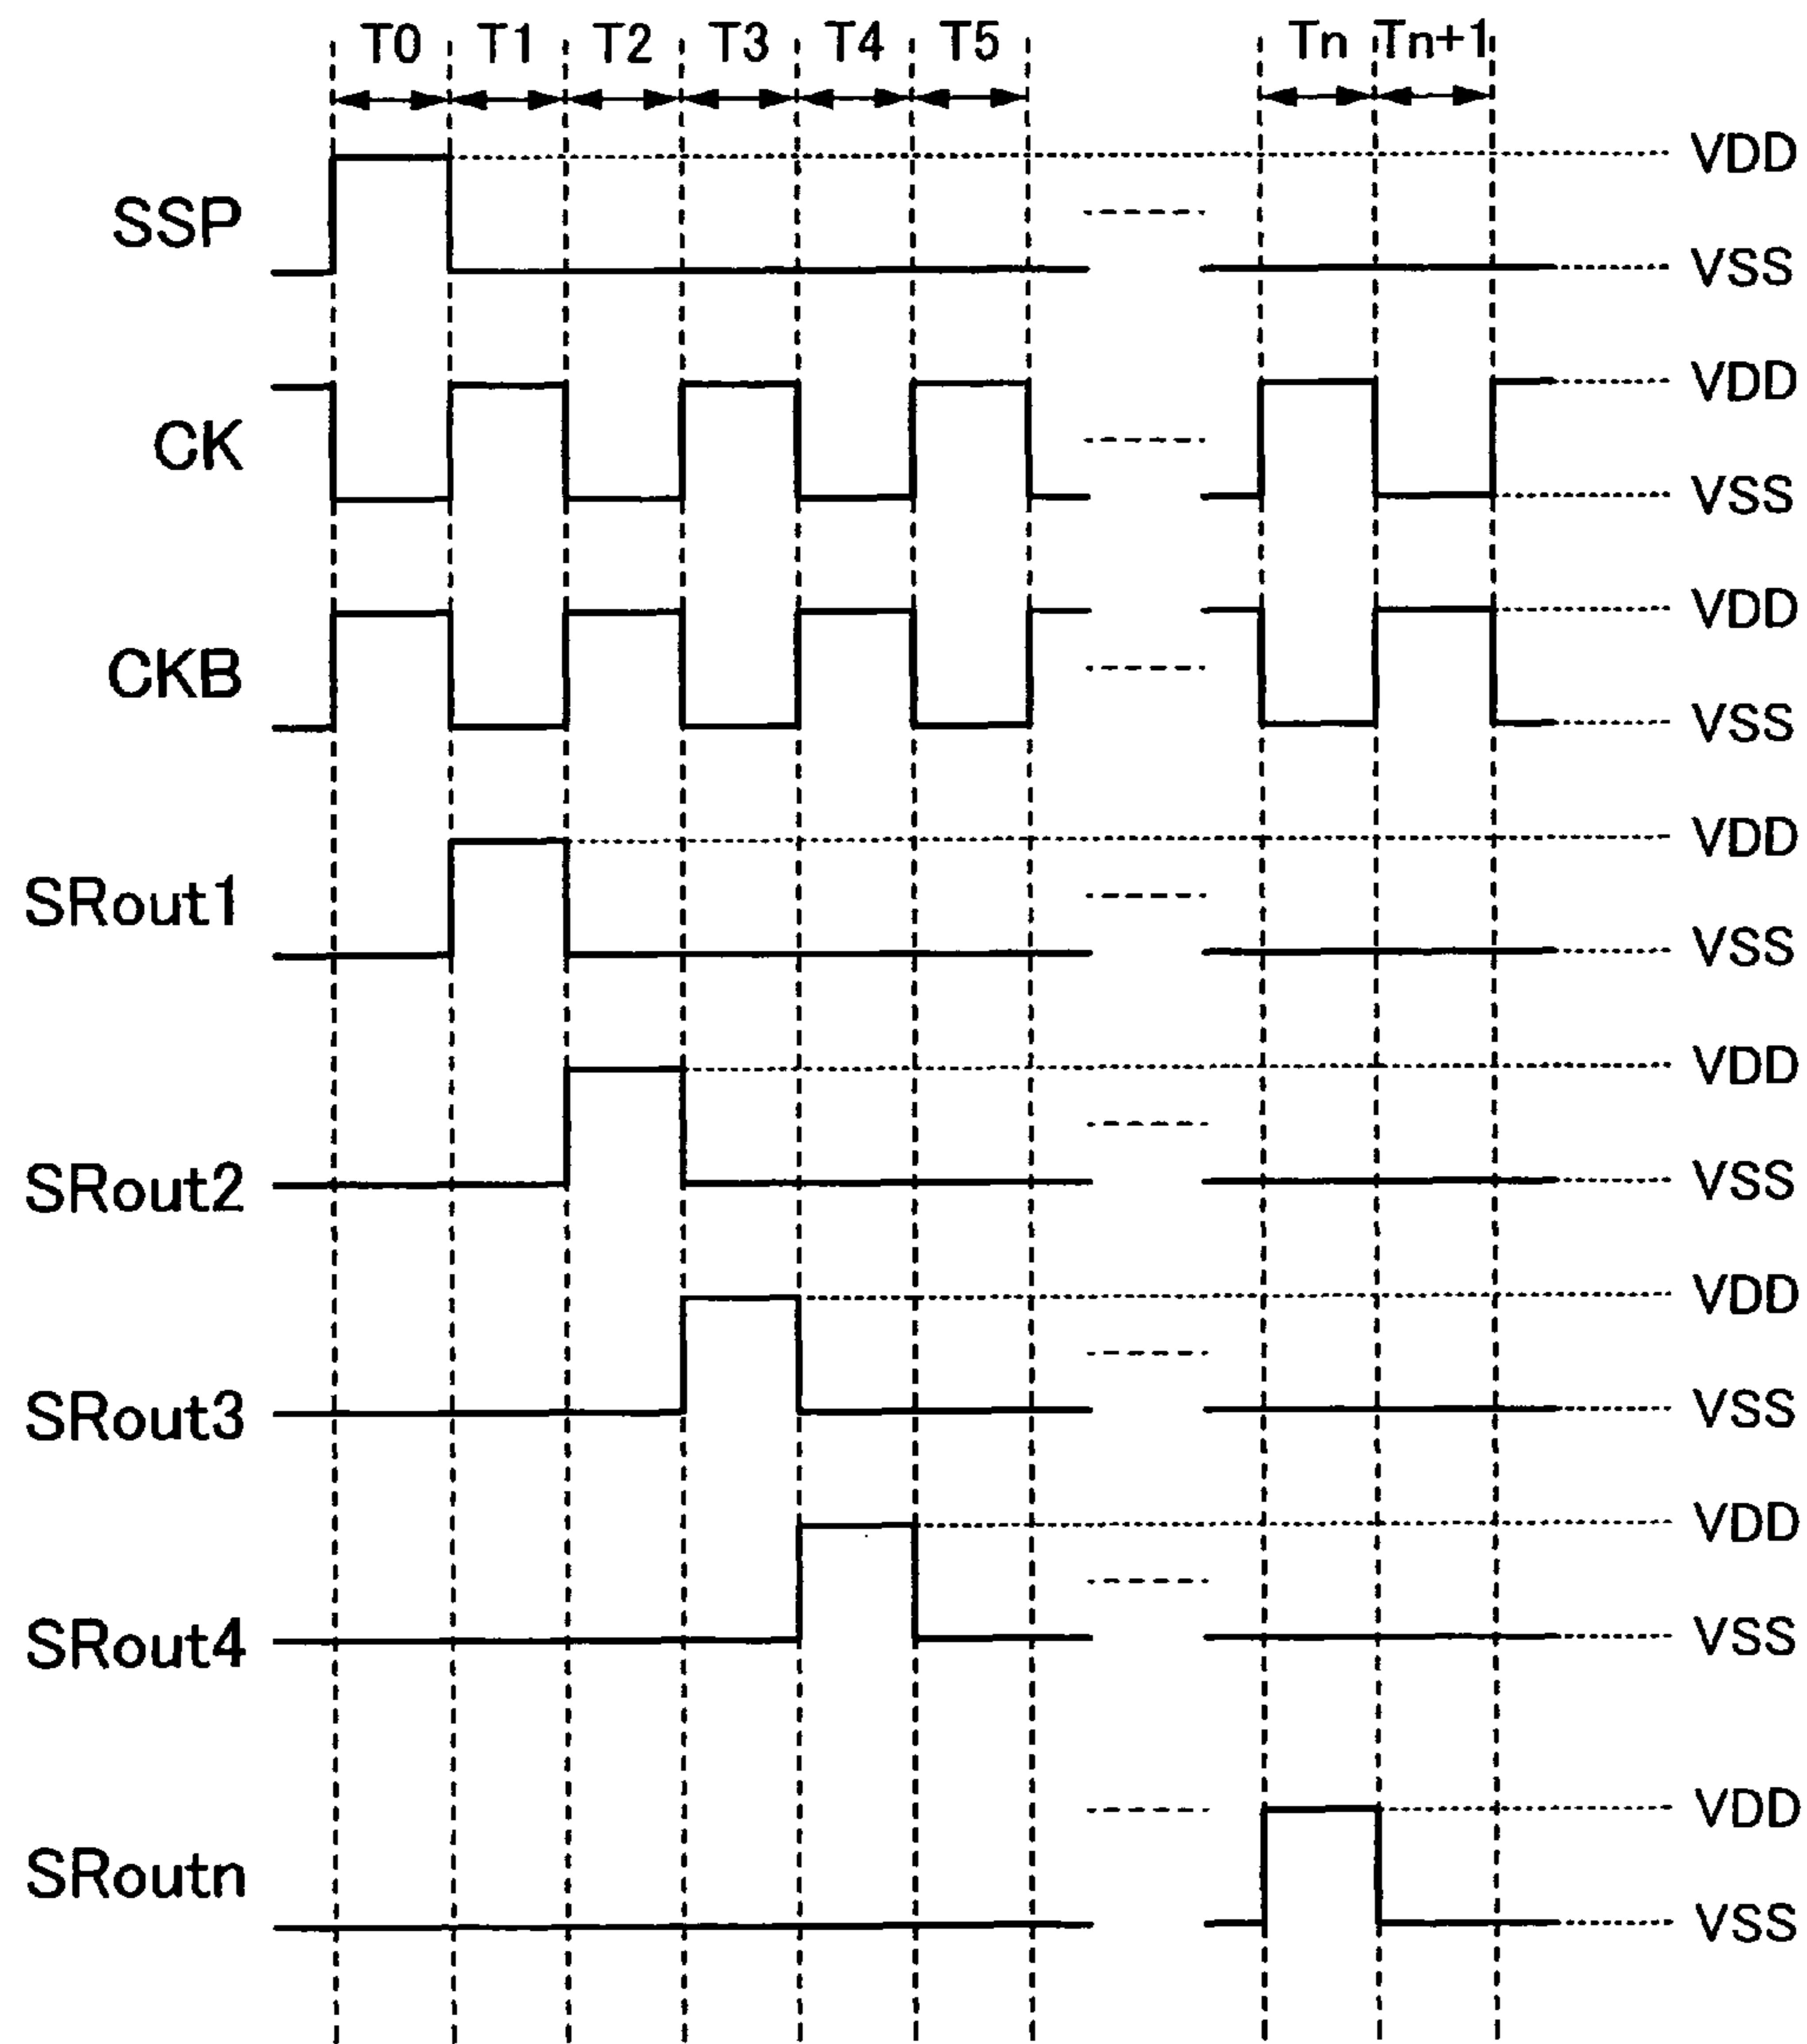 T0 T1 T2 T3 T4 T5 Tn Tn+1
SSP VDD
VSS
CK VDD
VSS
CKB VDD
VSS
SRout1 VDD
VSS
SRout2 VDD
VSS
SRout3 VDD
VSS
SRout4 VDD
VSS
SRoutn VDD
VSS